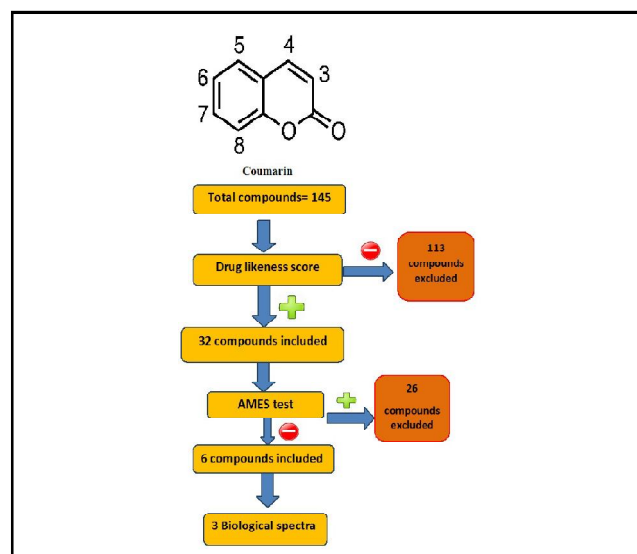 5
4
6
3
7
8
O
O
Coumarin
Total compounds= 145
Drug likeness score
113
compounds
excluded
32 compounds included
AMES test
26
compounds
excluded
6 compounds included
3 Biological spectra